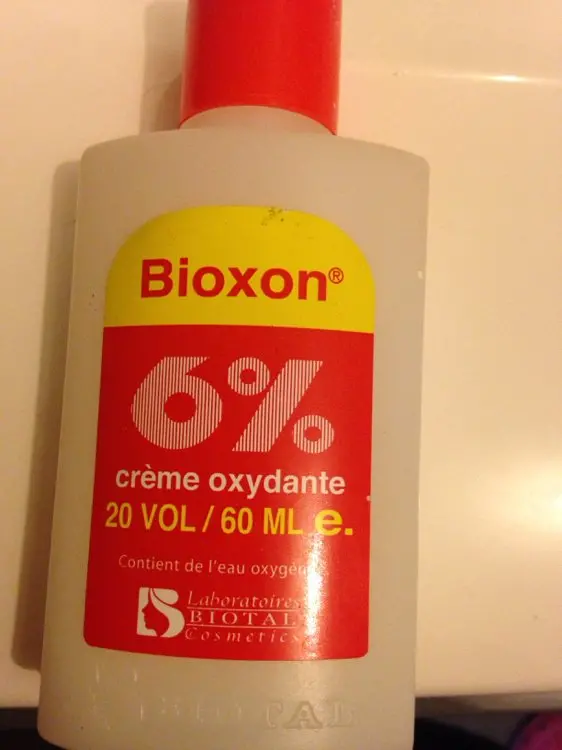 Bioxon®
6%
crème oxydante
20 VOL / 60 ML e.
Contient de l'eau
Laboratoires
BIOTAL
Cosmetics